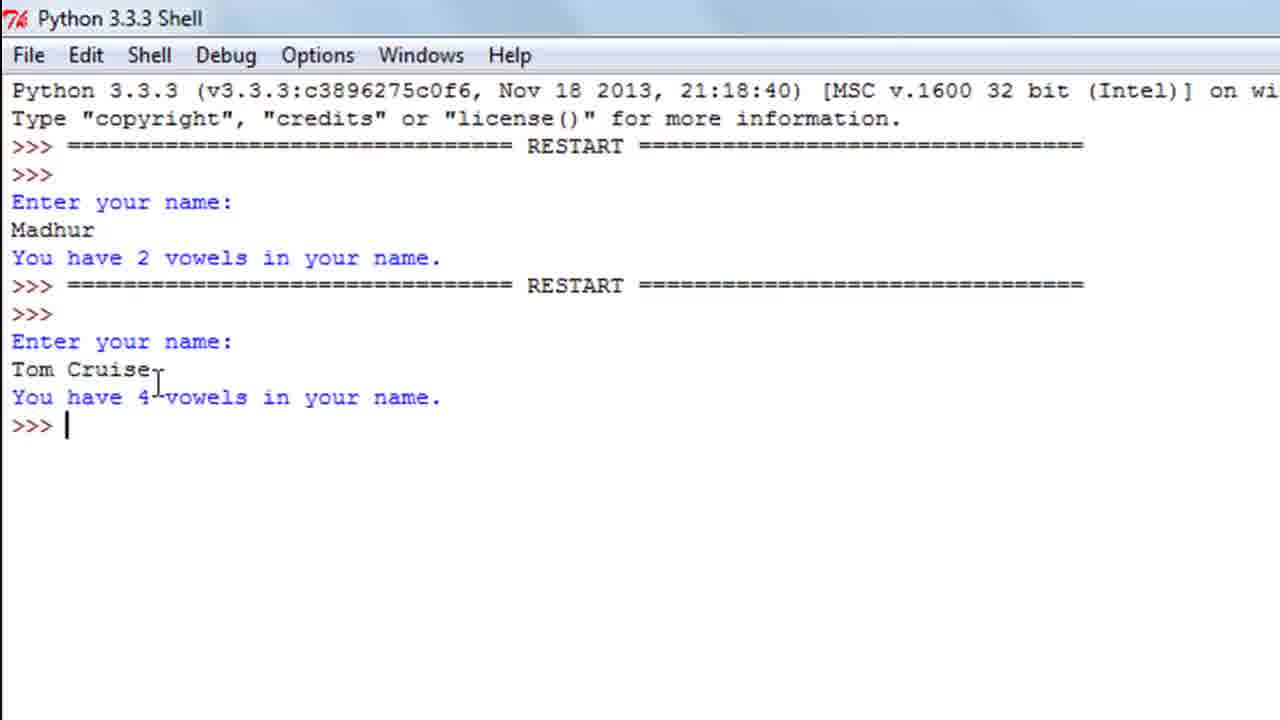 Python 3.3.3 Shell
File Edit Shell Debug Options Windows Help
Python 3.3.3 (v3.3.3:c3896275c0f6, Nov 18 2013, 21:18:40) [MSC v.1600 32 bit (Intel)] on wi
Type "copyright", "credits" or "license()" for more information.
>>> ================================ RESTART ================================
>>>
Enter your name:
Madhur
You have 2 vowels in your name.
>>> ================================ RESTART ================================
>>>
Enter your name:
Tom Cruise
You have 4 vowels in your name.
>>>